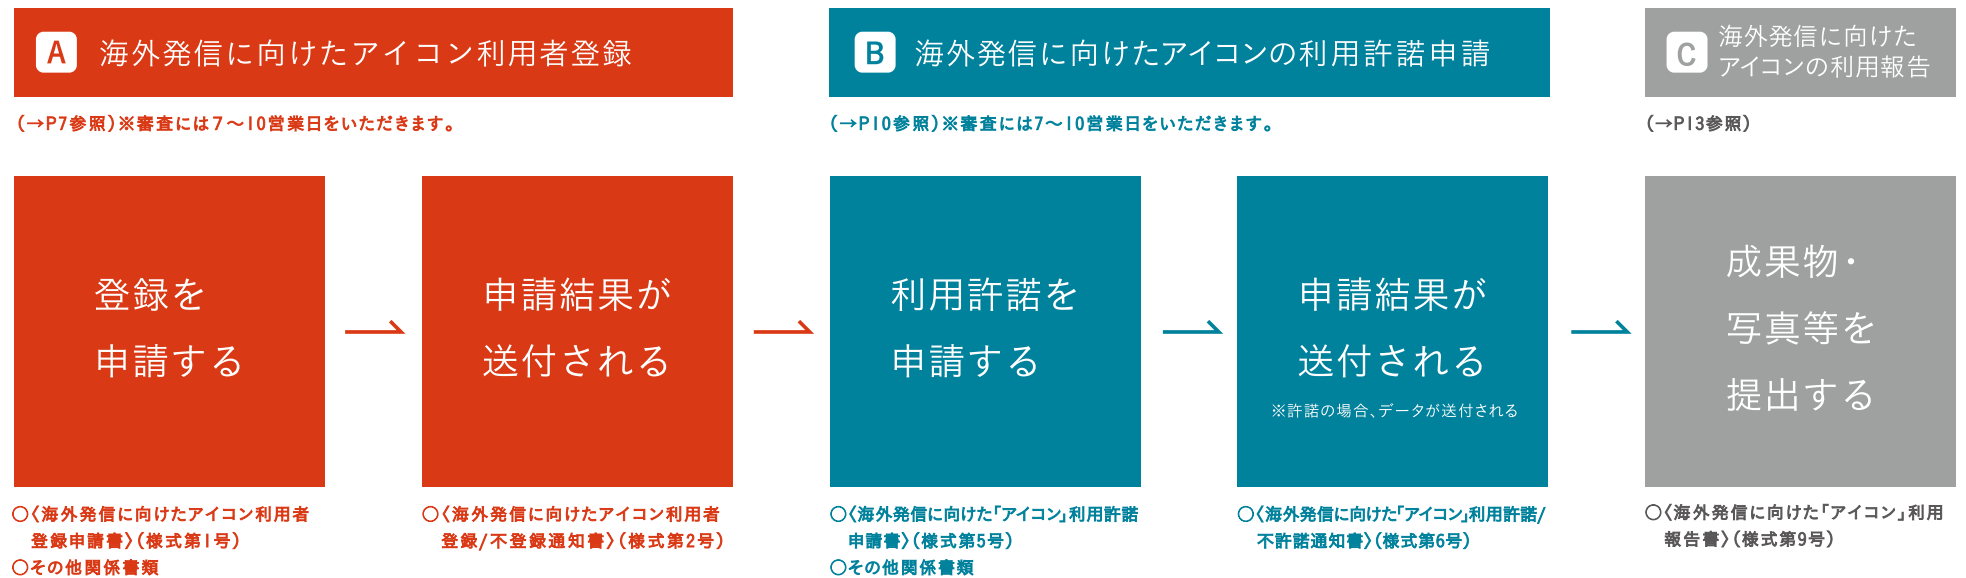 A 海外発信に向けたアイコン利用者登録
(→P7参照)※審査には7～10営業日をいただきます。
登録を
申請する
○〈海外発信に向けたアイコン利用者
登録申請書〉(様式第1号)
○その他関係書類
申請結果が
送付される
○〈海外発信に向けたアイコン利用者
登録/不登録通知書〉(様式第2号)
B 海外発信に向けたアイコンの利用許諾申請
(→P10参照)※審査には7～10営業日をいただきます。
利用許諾を
申請する
○〈海外発信に向けた「アイコン」利用許諾
申請書〉(様式第5号)
○その他関係書類
申請結果が
送付される
※許諾の場合、データが送付される
○〈海外発信に向けた「アイコン」利用許諾/
不許諾通知書〉(様式第6号)
C 海外発信に向けた
アイコンの利用報告
(→P13参照)
成果物・
写真等を
提出する
○〈海外発信に向けた「アイコン」利用
報告書〉(様式第9号)